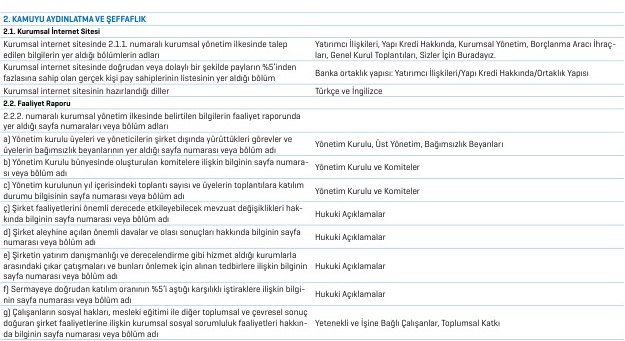 2. KAMUYU AYDINLATMA VE ŞEFFAFLIK
2.1. Kurumsal İnternet Sitesi
Kurumsal internet sitesinde 2.1.1. numaralı kurumsal yönetim ilkesinde talep
edilen bilgilerin yer aldığı bölümlerin adları
Yatırımcı İlişkileri, Yapı Kredi Hakkında, Kurumsal Yönetim, Borçlanma Aracı İhraç-
ları, Genel Kurul Toplantıları, Sizler İçin Buradayız.
Kurumsal internet sitesinde doğrudan veya dolaylı bir şekilde payların %5'inden
fazlasına sahip olan gerçek kişi pay sahiplerinin listesinin yer aldığı bölüm
Banka ortaklık yapısı: Yatırımcı İlişkileri/Yapı Kredi Hakkında/Ortaklık Yapısı
Kurumsal internet sitesinin hazırlandığı diller
Türkçe ve İngilizce
2.2. Faaliyet Raporu
2.2.2. numaralı kurumsal yönetim ilkesinde belirtilen bilgilerin faaliyet raporunda
yer aldığı sayfa numaraları veya bölüm adları
a) Yönetim kurulu üyeleri ve yöneticilerin şirket dışında yürüttükleri görevler ve
üyelerin bağımsızlık beyanlarının yer aldığı sayfa numarası veya bölüm adı
Yönetim Kurulu, Üst Yönetim, Bağımsızlık Beyanları
b) Yönetim Kurulu bünyesinde oluşturulan komitelere ilişkin bilginin sayfa numara-
sı veya bölüm adı
Yönetim Kurulu ve Komiteler
c) Yönetim kurulunun yıl içerisindeki toplantı sayısı ve üyelerin toplantılara katılım
durumu bilgisinin sayfa numarası veya bölüm adı
Yönetim Kurulu ve Komiteler
ç) Şirket faaliyetlerini önemli derecede etkileyebilecek mevzuat değişiklikleri hak-
kında bilginin sayfa numarası veya bölüm adı
Hukuki Açıklamalar
d) Şirket aleyhine açılan önemli davalar ve olası sonuçları hakkında bilginin sayfa
numarası veya bölüm adı
Hukuki Açıklamalar
e) Şirketin yatırım danışmanlığı ve derecelendirme gibi hizmet aldığı kurumlarla
arasındaki çıkar çatışmaları ve bunları önlemek için alınan tedbirlere ilişkin bilginin
sayfa numarası veya bölüm adı
Hukuki Açıklamalar
f) Sermayeye doğrudan katılım oranının %5'i aştığı karşılıklı iştiraklere ilişkin bilgi-
nin sayfa numarası veya bölüm adı
Hukuki Açıklamalar
g) Çalışanların sosyal hakları, mesleki eğitimi ile diğer toplumsal ve çevresel sonuç
doğuran şirket faaliyetlerine ilişkin kurumsal sosyal sorumluluk faaliyetleri hakkın-
da bilginin sayfa numarası veya bölüm adı
Yetenekli ve İşine Bağlı Çalışanlar, Toplumsal Katkı